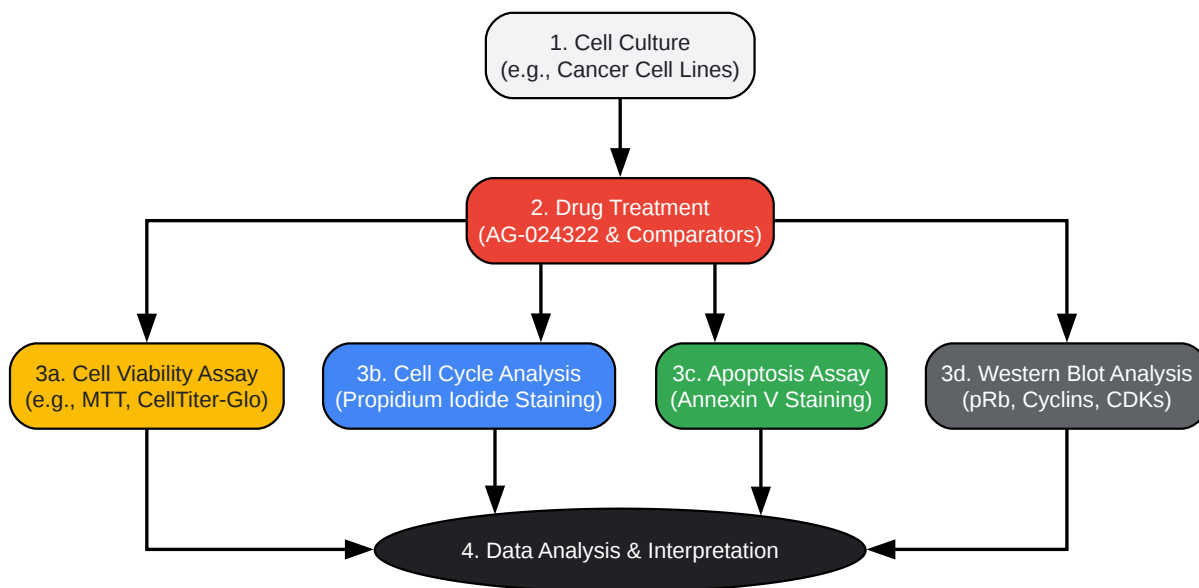 1. Cell Culture
(e.g., Cancer Cell Lines)
2. Drug Treatment
(AG-024322 & Comparators)
3a. Cell Viability Assay
(e.g., MTT, CellTiter-Glo)
3b. Cell Cycle Analysis
(Propidium Iodide Staining)
3c. Apoptosis Assay
(Annexin V Staining)
3d. Western Blot Analysis
(pRb, Cyclins, CDKs)
4. Data Analysis & Interpretation